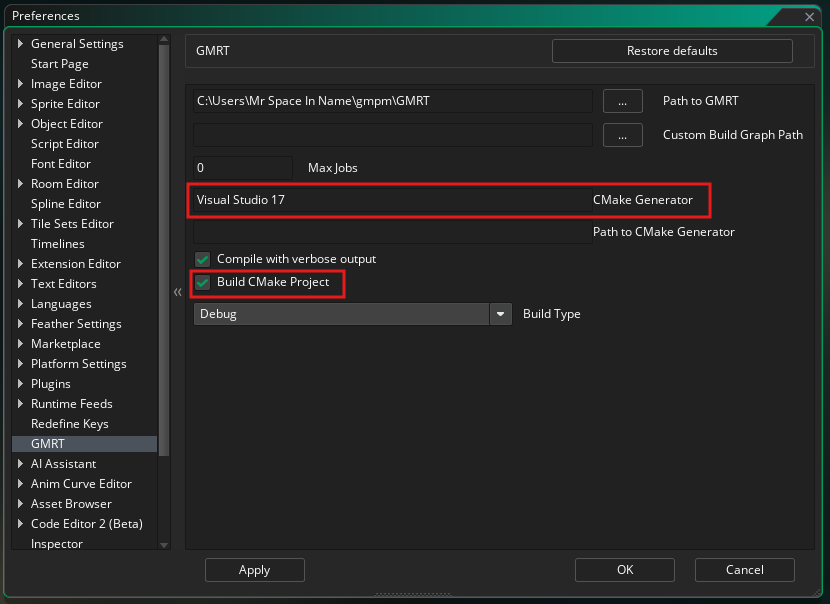 Preferences
General Settings
Start Page
Image Editor
Sprite Editor
Object Editor
Script Editor
Font Editor
Room Editor
Spline Editor
Tile Sets Editor
Timelines
Extension Editor
Text Editors
Languages
Feather Settings
Marketplace
Platform Settings
Plugins
Runtime Feeds
Redefine Keys
GMRT
AI Assistant
Anim Curve Editor
Asset Browser
Code Editor 2 (Beta)
Inspector
GMRT
Restore defaults
C:\Users\Mr Space In Name\gmpm\GMRT ... Path to GMRT
... Custom Build Graph Path
0 Max Jobs
Visual Studio 17 CMake Generator
Path to CMake Generator
Compile with verbose output
Build CMake Project
Debug Build Type
Apply
OK
Cancel